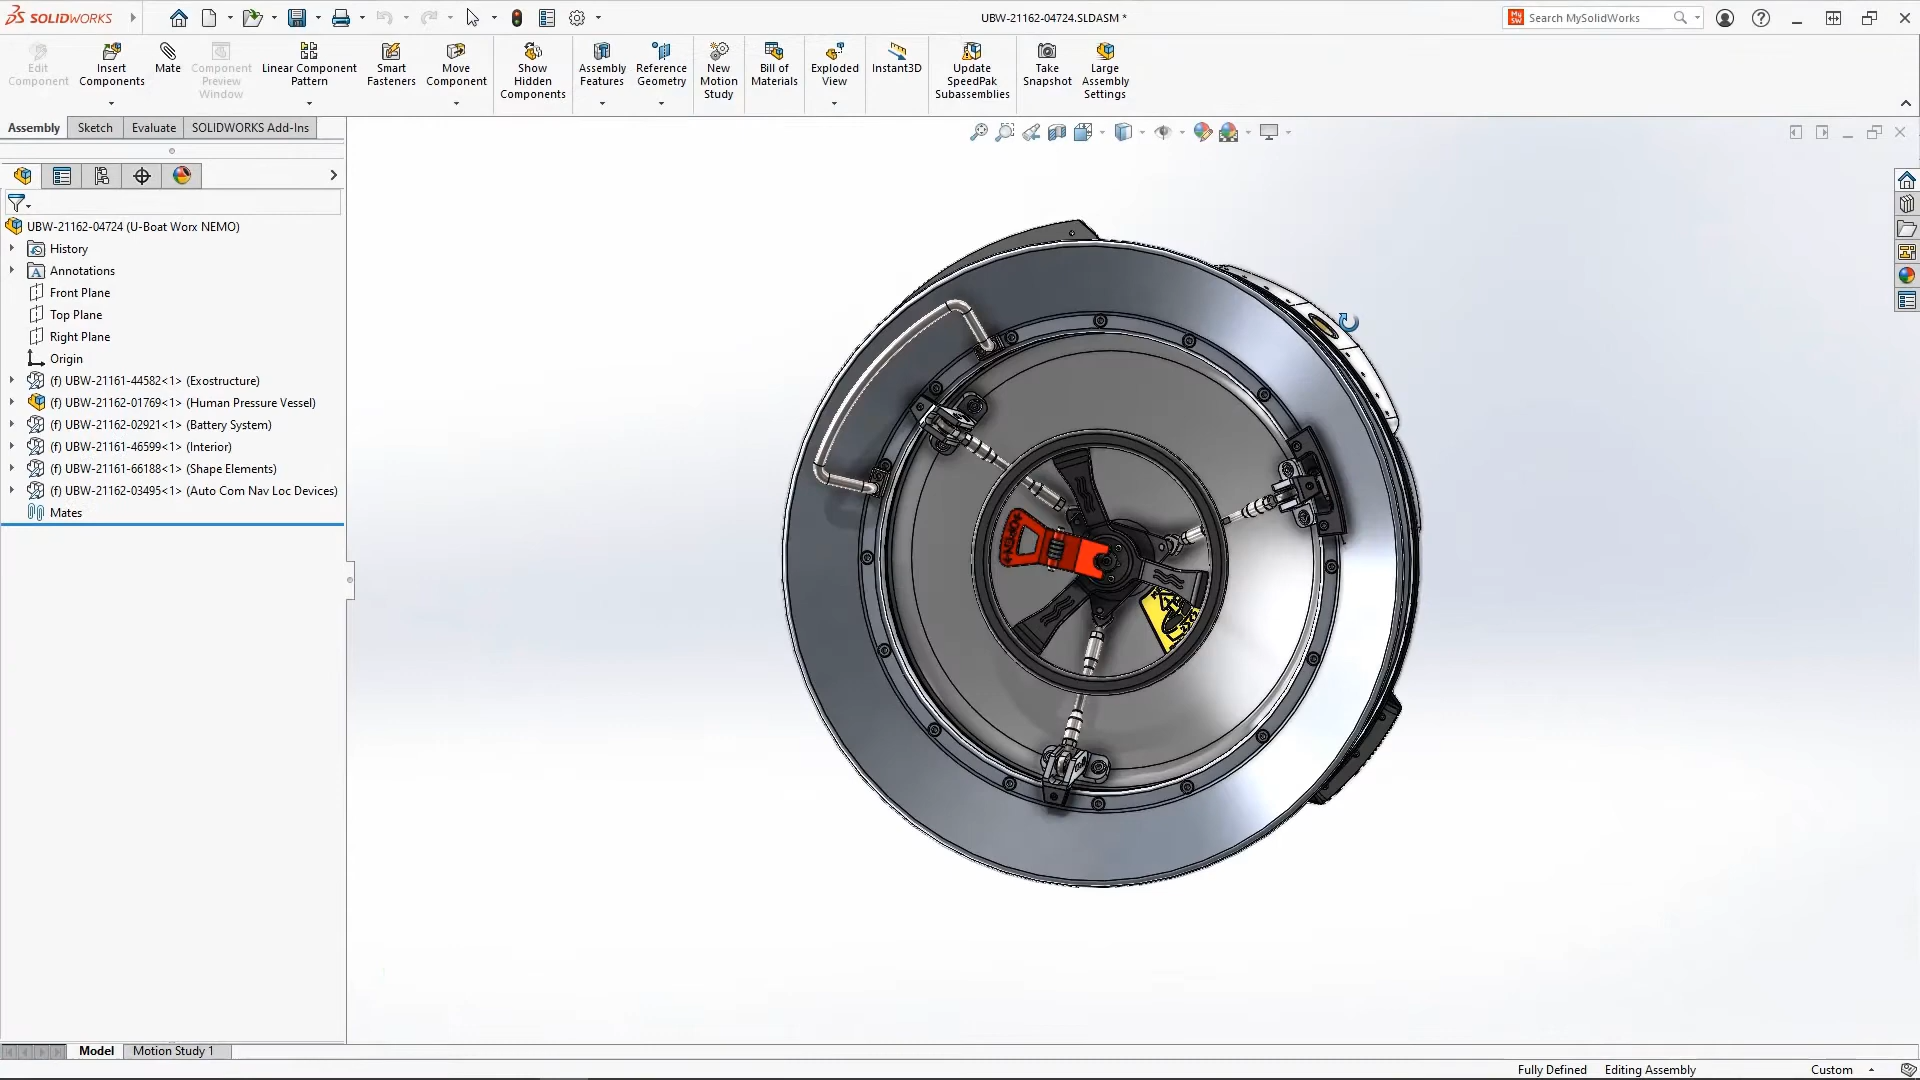 SOLIDWORKS
UBW-21162-04724.SLDASM *
Search MySolidWorks
Edit
Component
Insert
Components
Mate
Component
Preview
Window
Linear Component
Pattern
Smart
Fasteners
Move
Component
Show
Hidden
Components
Assembly
Features
Reference
Geometry
New
Motion
Study
Bill of
Materials
Exploded
View
Instant3D
Update
SpeedPak
Subassemblies
Take
Snapshot
Large
Assembly
Settings
Assembly
Sketch
Evaluate
SOLIDWORKS Add-Ins
UBW-21162-04724 (U-Boat Worx NEMO)
History
Annotations
Front Plane
Top Plane
Right Plane
Origin
(f) UBW-21161-44582<1> (Exostructure)
(f) UBW-21162-01769<1> (Human Pressure Vessel)
(f) UBW-21162-02921<1> (Battery System)
(f) UBW-21161-46599<1> (Interior)
(f) UBW-21161-66188<1> (Shape Elements)
(f) UBW-21162-03495<1> (Auto Com Nav Loc Devices)
Mates
Model
Motion Study 1
Fully Defined
Editing Assembly
Custom